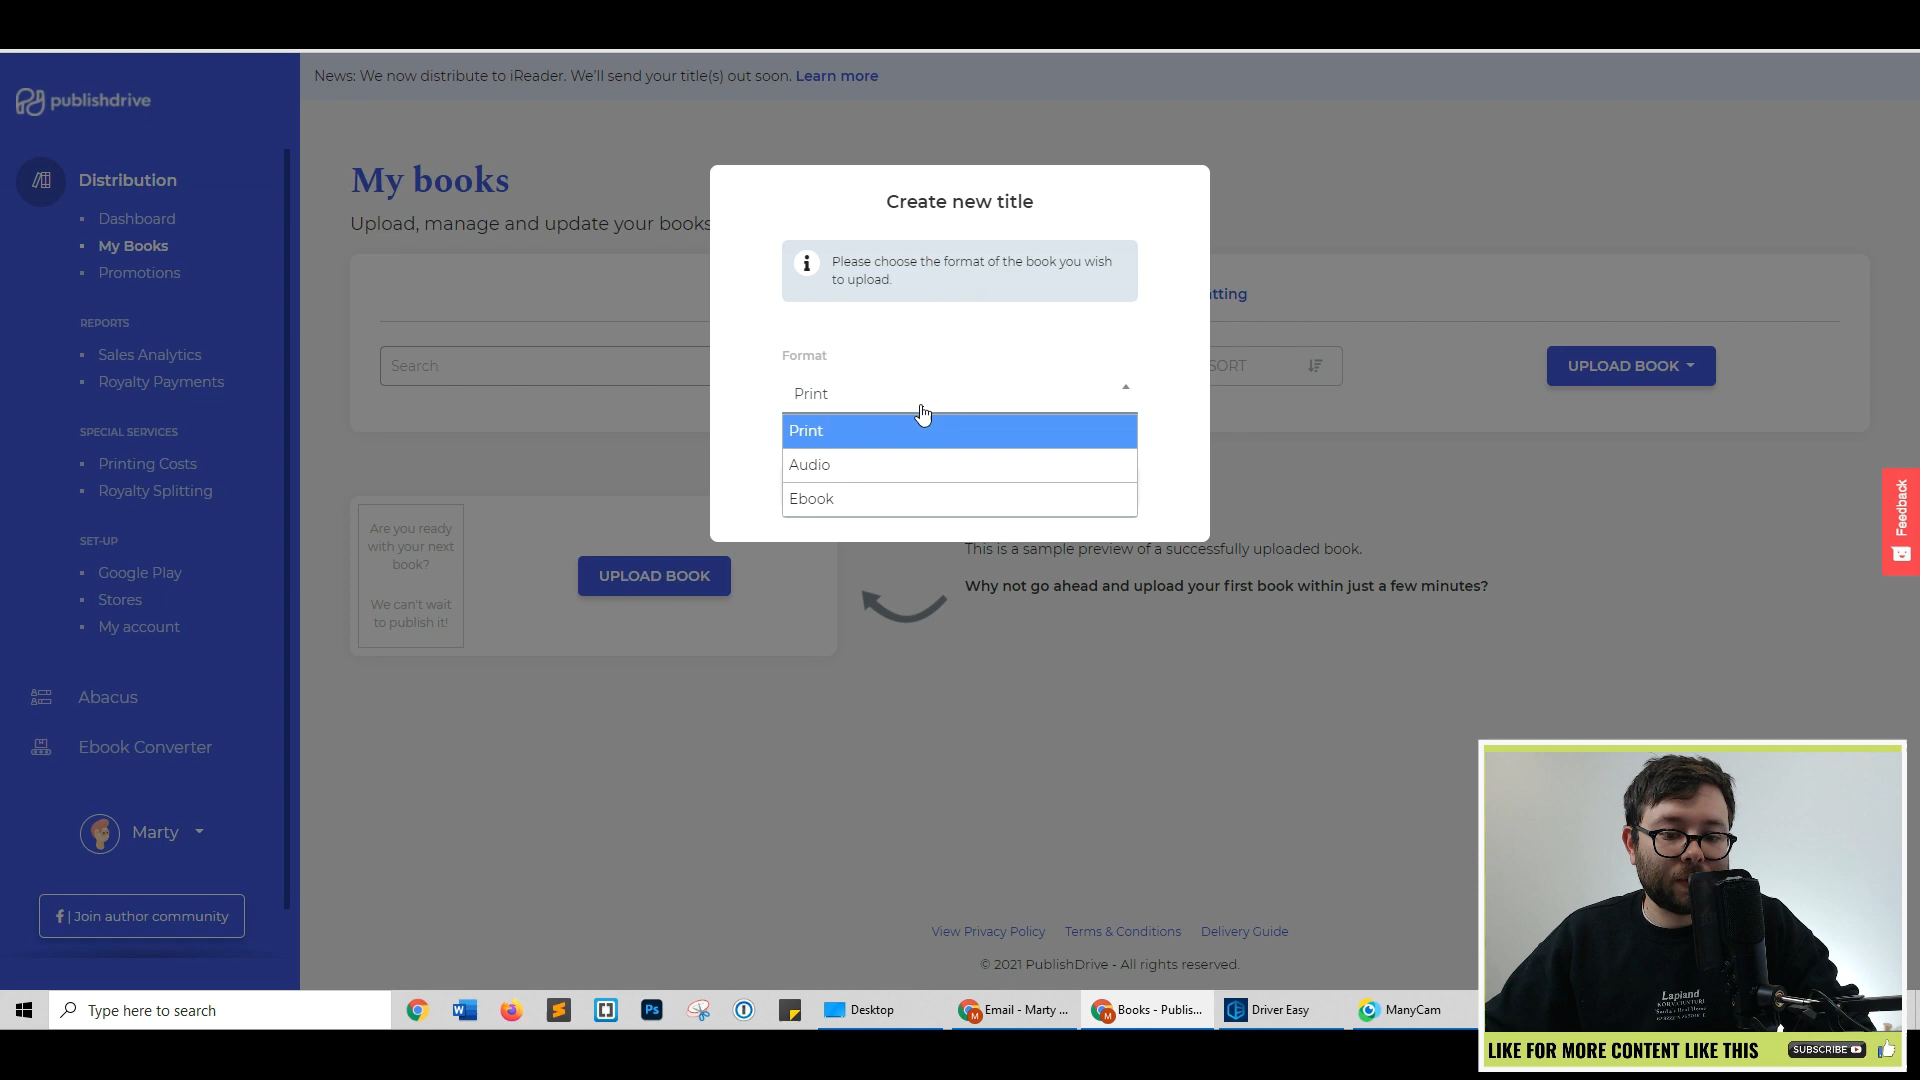 News: We now distribute to iReader. We'll send your title(s) out soon. Learn more
publishdrive
Distribution
Dashboard
My Books
Promotions
REPORTS
Sales Analytics
Royalty Payments
SPECIAL SERVICES
Printing Costs
Royalty Splitting
SET-UP
Google Play
Stores
My account
Abacus
Ebook Converter
Marty
f | Join author community
My books
Upload, manage and update your books
tting
Search
SORT
UPLOAD BOOK
Create new title
Please choose the format of the book you wish
to upload.
Format
Print
Print
Audio
Ebook
Are you ready
with your next
book?
We can't wait
to publish it!
UPLOAD BOOK
This is a sample preview of a successfully uploaded book.
Why not go ahead and upload your first book within just a few minutes?
Feedback
View Privacy Policy
Terms & Conditions
Delivery Guide
© 2021 PublishDrive - All rights reserved.
Type here to search
Ps
Desktop
Email - Marty ...
Books - Publis...
Driver Easy
ManyCam
Lapland
LIKE FOR MORE CONTENT LIKE THIS
SUBSCRIBE